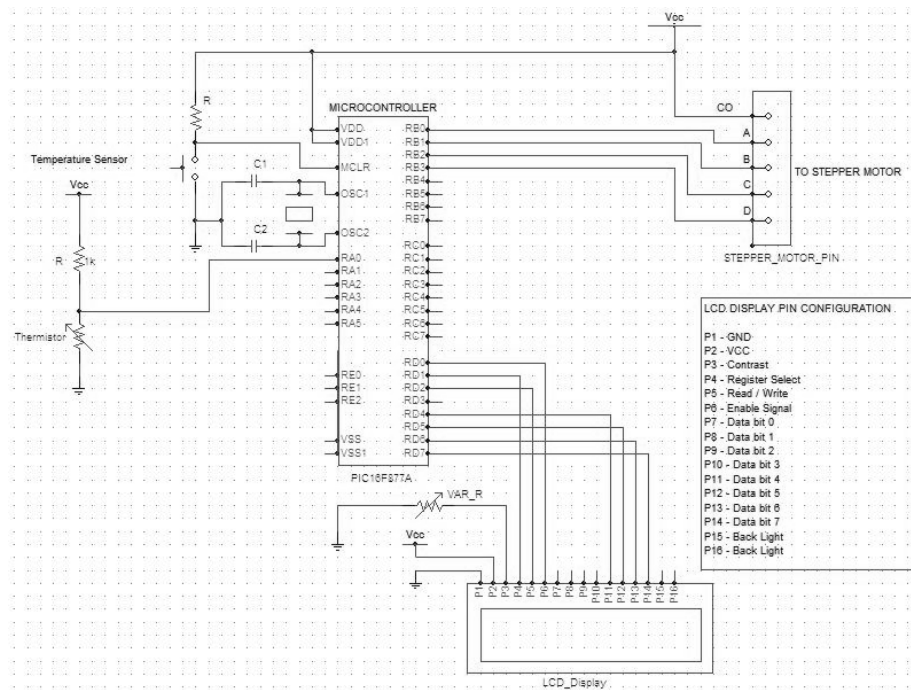 Vcc
R
MICROCONTROLLER
VDD
VDD1
MCLR
OSC1
OSC2
RA0
RA1
RA2
RA3
RA4
RA5
RE0
RE1
RE2
VSS
VSS1
RB0
RB1
RB2
RB3
RB4
RB5
RB6
RB7
RC0
RC1
RC2
RC3
RC4
RC5
RC6
RC7
RD0
RD1
RD2
RD3
RD4
RD5
RD6
RD7
PIC16F877A
Temperature Sensor
Vcc
C1
C2
R 1k
Thermistor
CO
A
B
C
D
TO STEPPER MOTOR
STEPPER_MOTOR_PIN
LCD DISPLAY PIN CONFIGURATION
P1 - GND
P2 - VCC
P3 - Contrast
P4 - Register Select
P5 - Read / Write
P6 - Enable Signal
P7 - Data bit 0
P8 - Data bit 1
P9 - Data bit 2
P10 - Data bit 3
P11 - Data bit 4
P12 - Data bit 5
P13 - Data bit 6
P14 - Data bit 7
P15 - Back Light
P16 - Back Light
VAR_R
Vcc
P1
P2
P3
P4
P5
P6
P7
P8
P9
P10
P11
P12
P13
P14
P15
P16
LCD_Display